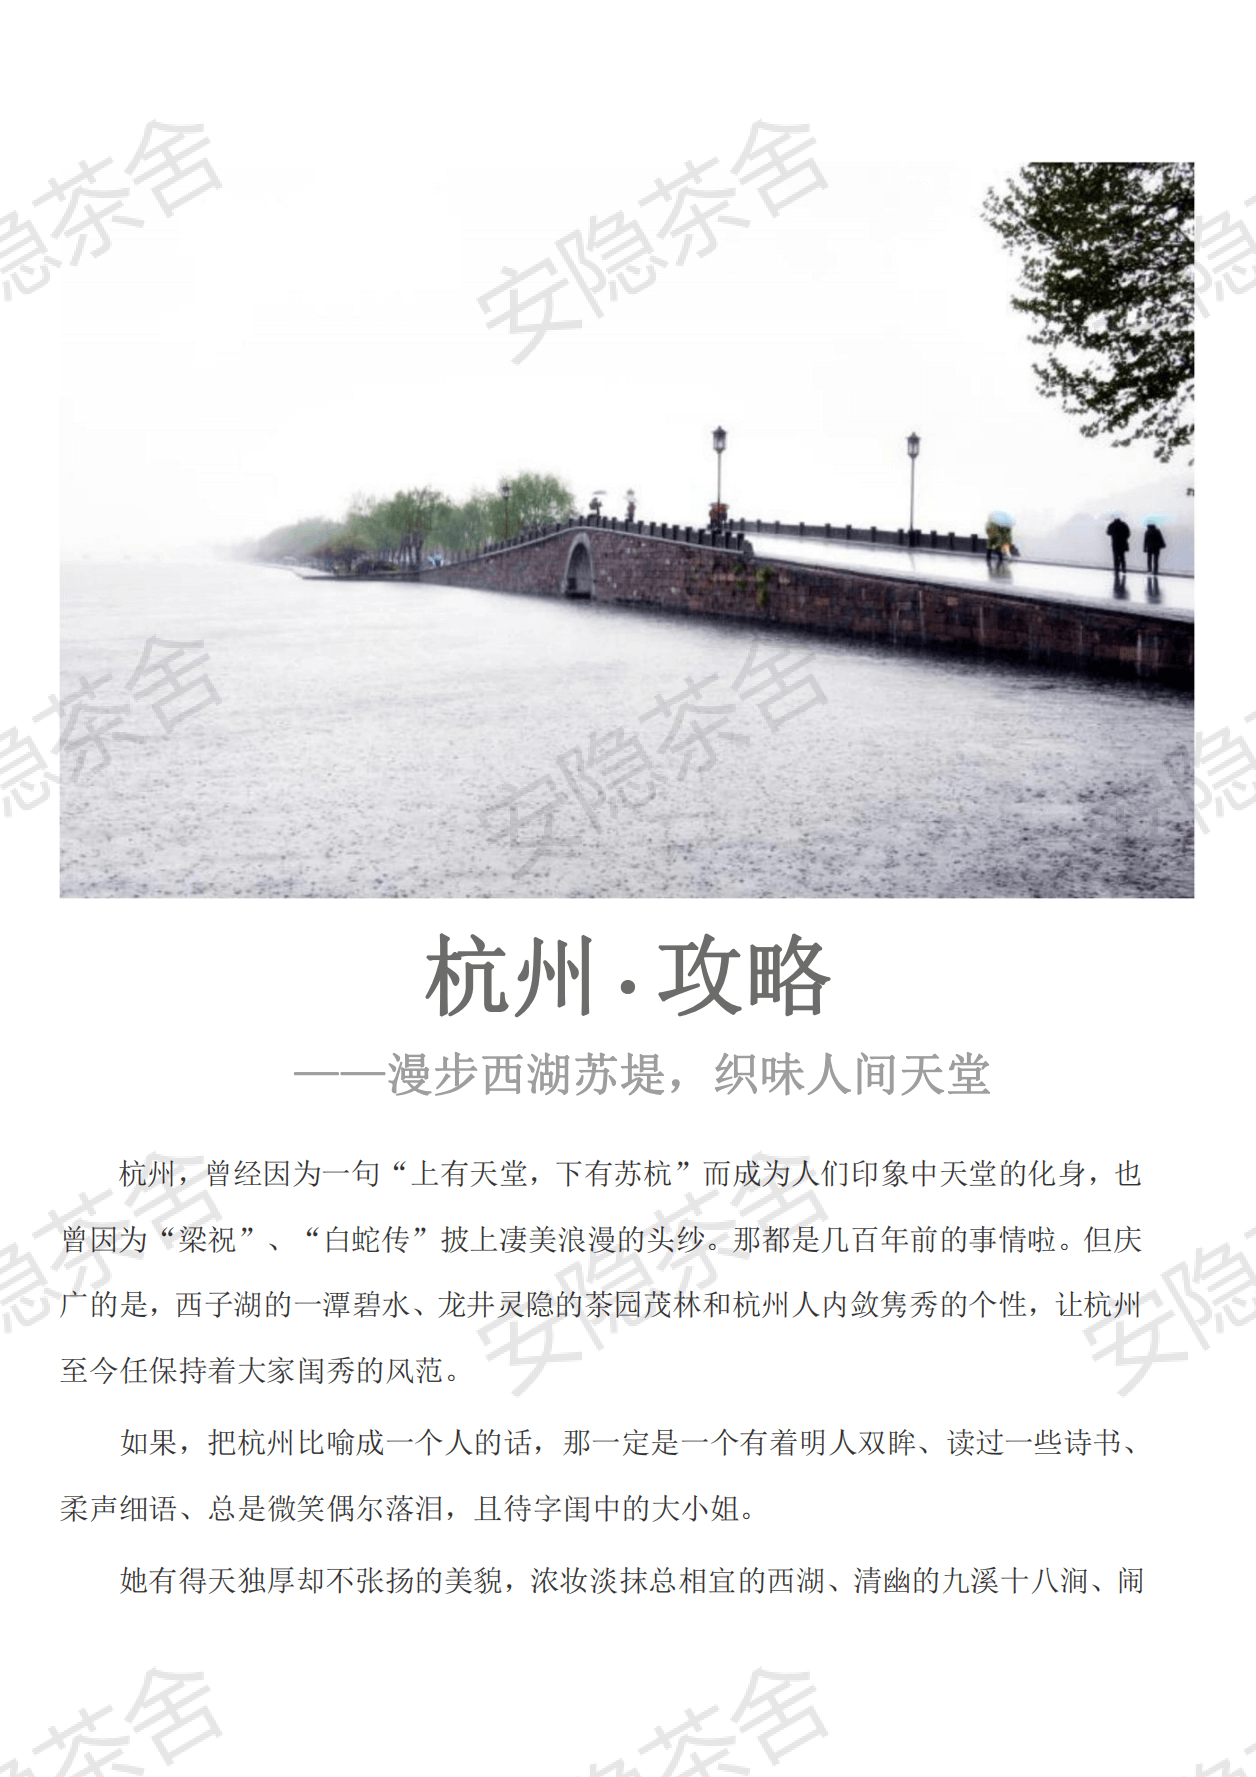 杭州·攻略
——漫步西湖苏堤，织味人间天堂
杭州，曾经因为一句“上有天堂，下有苏杭”而成为人们印象中天堂的化身，也
曾因为“梁祝”、“白蛇传”披上凄美浪漫的头纱。那都是几百年前的事情啦。但庆
广的是，西子湖的一潭碧水、龙井灵隐的茶园茂林和杭州人内敛隽秀的个性，让杭州
至今任保持着大家闺秀的风范。
如果，把杭州比喻成一个人的话，那一定是一个有着明人双眸、读过一些诗书、
柔声细语、总是微笑偶尔落泪，且待字闺中的大小姐。
她有得天独厚却不张扬的美貌，浓妆淡抹总相宜的西湖、清幽的九溪十八涧、闹
安隐茶舍